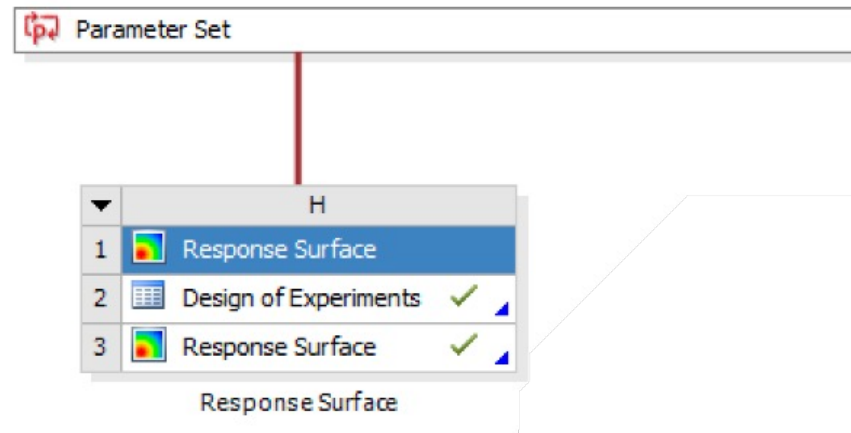 Parameter Set
H
1 Response Surface
2 Design of Experiments
3 Response Surface
Response Surface